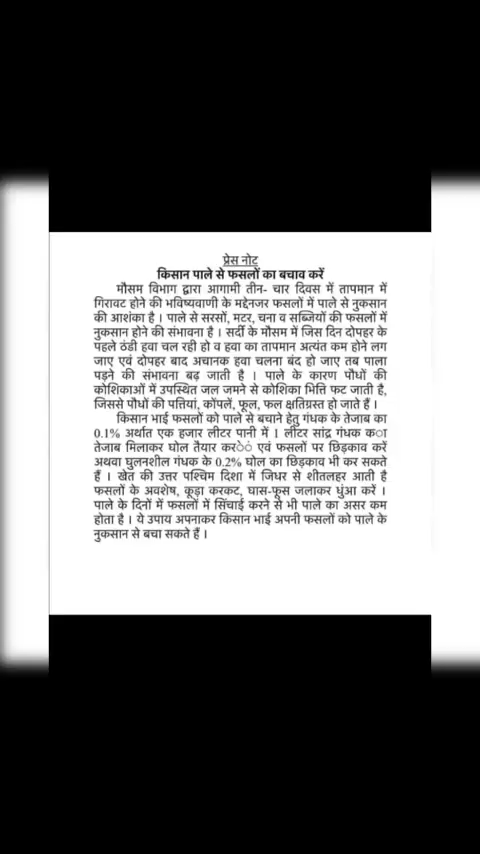 प्रेस नोट
किसान पाले से फसलों का बचाव करें
मौसम विभाग द्वारा आगामी तीन- चार दिवस में तापमान में
गिरावट होने की भविष्यवाणी के मद्देनजर फसलों में पाले से नुकसान
की आशंका है । पाले से सरसों, मटर, चना व सब्जियों की फसलों में
नुकसान होने की संभावना है । सर्दी के मौसम में जिस दिन दोपहर के
पहले ठंडी हवा चल रही हो व हवा का तापमान अत्यंत कम होने लग
जाए एवं दोपहर बाद अचानक हवा चलना बंद हो जाए तब पाला
पड़ने की संभावना बढ़ जाती है । पाले के कारण पौधों की
कोशिकाओं में उपस्थित जल जमने से कोशिका भित्ति फट जाती है,
जिससे पौधों की पत्तियां, कोंपलें, फूल, फल क्षतिग्रस्त हो जाते हैं ।
किसान भाई फसलों को पाले से बचाने हेतु गंधक के तेजाब का
0.1% अर्थात एक हजार लीटर पानी में 1 लीटर सांद्र गंधक क◌ा
तेजाब मिलाकर घोल तैयार कर◌े◌ं एवं फसलों पर छिड़काव करें
अथवा घुलनशील गंधक के 0.2% घोल का छिड़काव भी कर सकते
हैं । खेत की उत्तर पश्चिम दिशा में जिधर से शीतलहर आती है
फसलों के अवशेष, कूड़ा करकट, घास-फूस जलाकर धुंआ करें ।
पाले के दिनों में फसलों में सिंचाई करने से भी पाले का असर कम
होता है । ये उपाय अपनाकर किसान भाई अपनी फसलों को पाले के
नुकसान से बचा सकते हैं ।